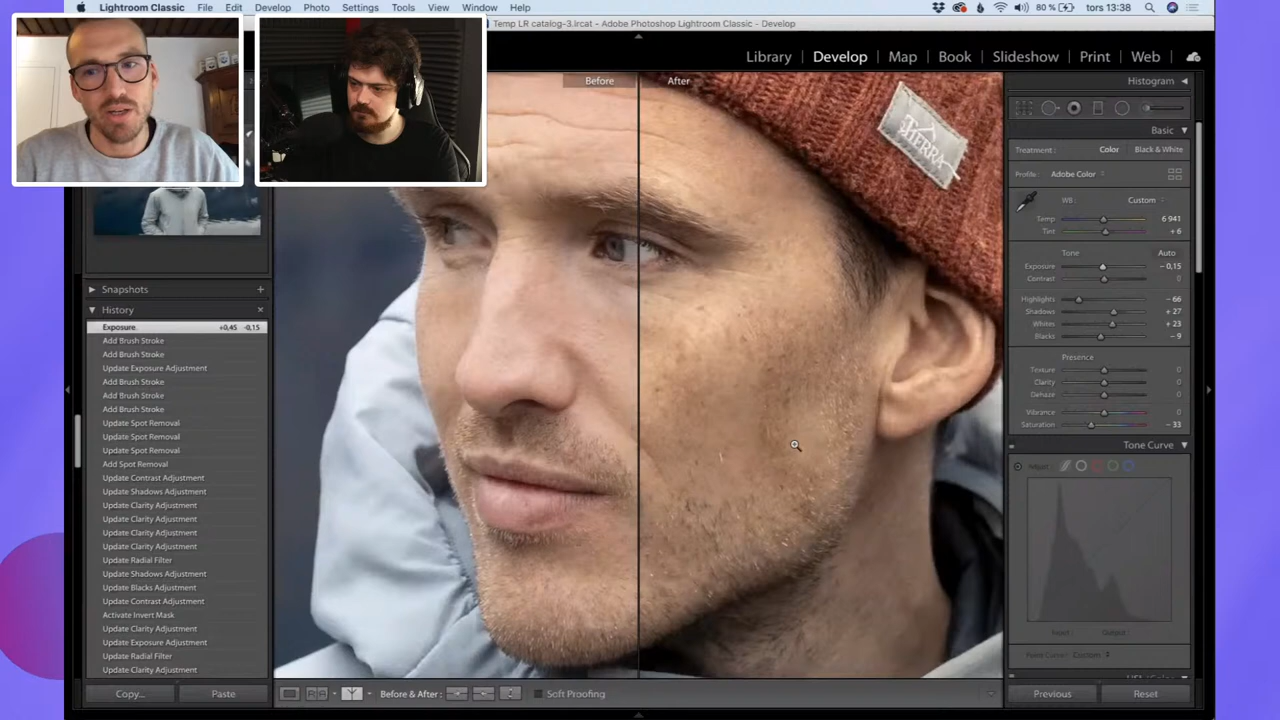 Lightroom Classic File Edit Develop Photo Settings Tools View Window Help 80 % tors 13:38
Temp LR catalog-3.lrcat - Adobe Photoshop Lightroom Classic - Develop
Library Develop Map Book Slideshow Print Web
Before After
TIERRA
Histogram
Basic
Treatment: Color Black & White
Profile: Adobe Color
WB: Custom
Temp 6 941
Tint + 6
Tone Auto
Exposure − 0,15
Contrast 0
Highlights − 66
Shadows + 27
Whites + 23
Blacks − 9
Presence
Texture 0
Clarity 0
Dehaze 0
Vibrance 0
Saturation − 33
Tone Curve
Adjust:
Input: Output:
Point Curve: Custom
Snapshots +
History ×
Exposure +0,45 -0,15
Add Brush Stroke
Add Brush Stroke
Update Exposure Adjustment
Add Brush Stroke
Add Brush Stroke
Add Brush Stroke
Update Spot Removal
Update Spot Removal
Update Spot Removal
Add Spot Removal
Update Contrast Adjustment
Update Shadows Adjustment
Update Clarity Adjustment
Update Clarity Adjustment
Update Clarity Adjustment
Update Clarity Adjustment
Update Radial Filter
Update Shadows Adjustment
Update Blacks Adjustment
Update Contrast Adjustment
Activate Invert Mask
Update Clarity Adjustment
Update Exposure Adjustment
Update Radial Filter
Update Clarity Adjustment
Copy... Paste
Before & After: Soft Proofing
Previous Reset